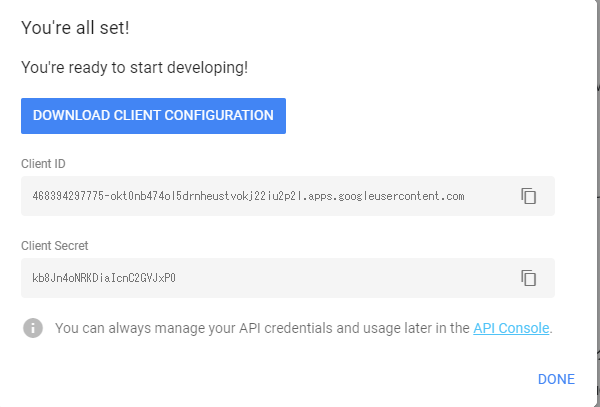 You're all set!
You're ready to start developing!
DOWNLOAD CLIENT CONFIGURATION
Client ID
468394297775-okt0nb474ol5drnheustvokj22iu2p2l.apps.googleusercontent.com
Client Secret
kb8Jn4oNRKDiaIcnC2GVJxP0
You can always manage your API credentials and usage later in the API Console.
DONE